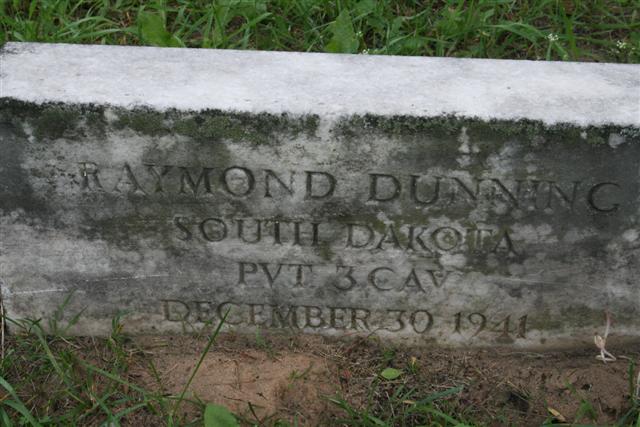 RAYMOND DUNNING
SOUTH DAKOTA
PVT 3 CAV
DECEMBER 30 1941